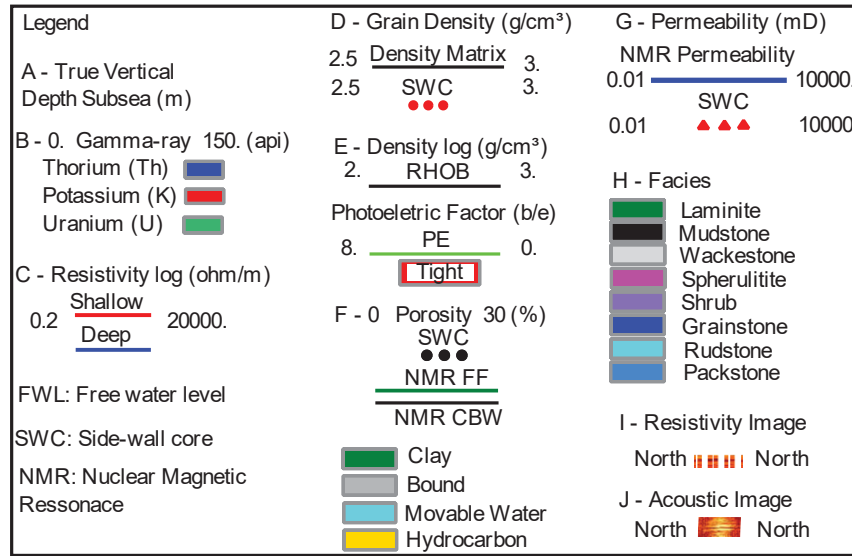 Legend
A - True Vertical
Depth Subsea (m)
B - 0. Gamma-ray 150. (api)
Thorium (Th)
Potassium (K)
Uranium (U)
C - Resistivity log (ohm/m)
Shallow
0.2 20000.
Deep
FWL: Free water level
SWC: Side-wall core
NMR: Nuclear Magnetic
Ressonace
D - Grain Density (g/cm³)
2.5 Density Matrix 3.
2.5 SWC 3.
E - Density log (g/cm³)
2. RHOB 3.
Photoeletric Factor (b/e)
8. PE 0.
Tight
F - 0 Porosity 30 (%)
SWC
NMR FF
NMR CBW
Clay
Bound
Movable Water
Hydrocarbon
G - Permeability (mD)
NMR Permeability
0.01 10000.
SWC
0.01 10000.
H - Facies
Laminite
Mudstone
Wackestone
Spherulitite
Shrub
Grainstone
Rudstone
Packstone
I - Resistivity Image
North North
J - Acoustic Image
North North